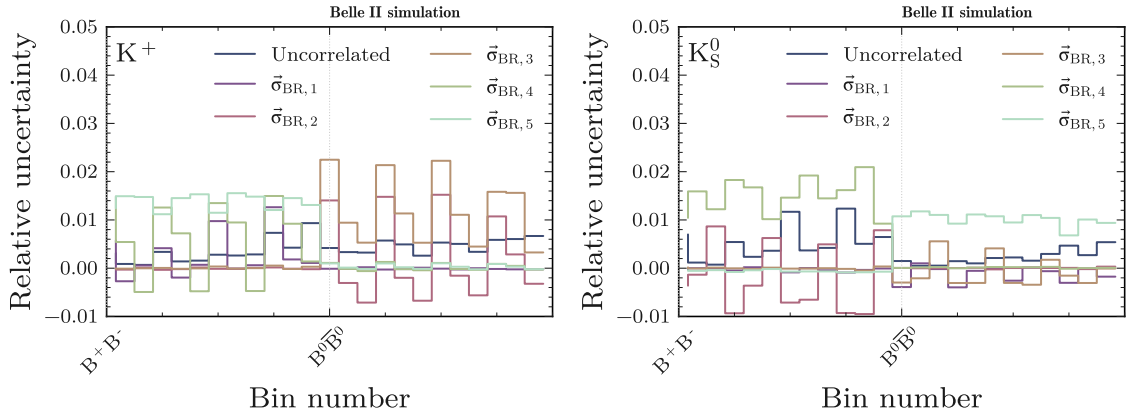 Belle II simulation
Relative uncertainty
0.05
0.04
0.03
0.02
0.01
0.00
−0.01
K⁺
Uncorrelated
σ⃗BR, 1
σ⃗BR, 2
σ⃗BR, 3
σ⃗BR, 4
σ⃗BR, 5
B⁺B⁻
B⁰B̅⁰
Bin number
Belle II simulation
Relative uncertainty
0.05
0.04
0.03
0.02
0.01
0.00
−0.01
K⁰S
Uncorrelated
σ⃗BR, 1
σ⃗BR, 2
σ⃗BR, 3
σ⃗BR, 4
σ⃗BR, 5
B⁺B⁻
B⁰B̅⁰
Bin number